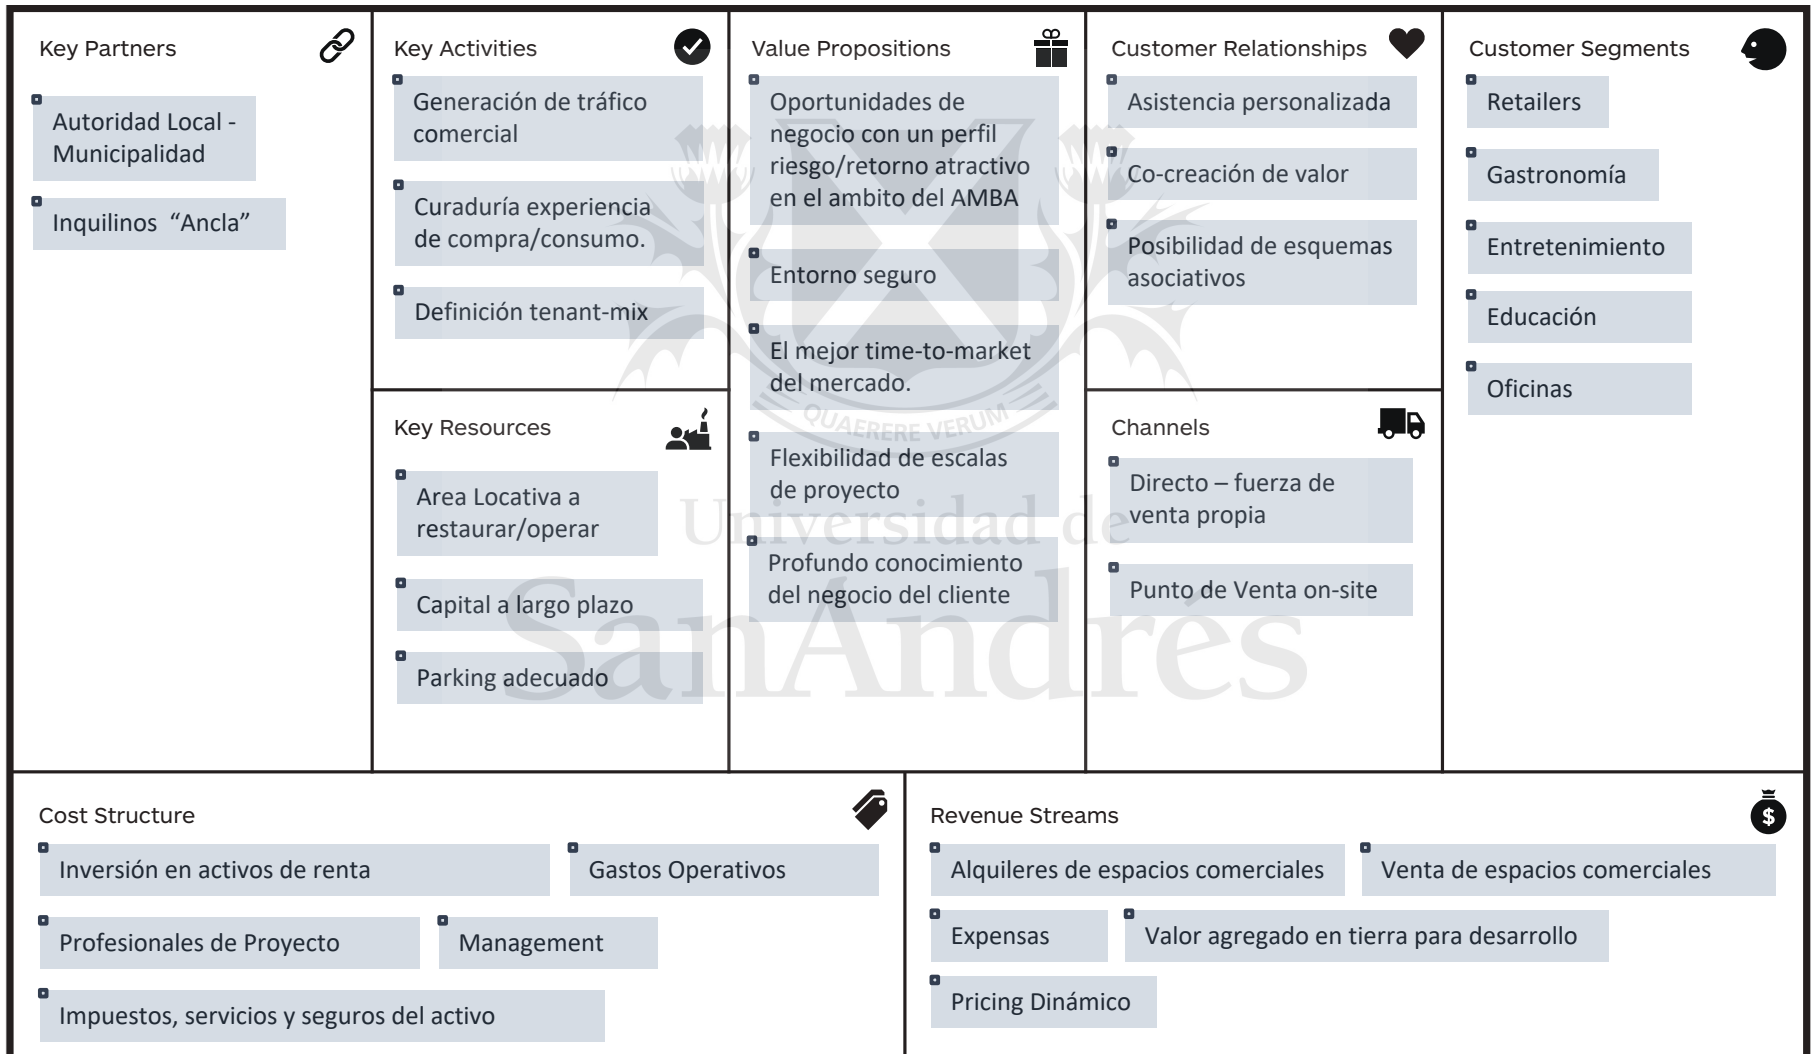 Key Partners
Autoridad Local -
Municipalidad
Inquilinos “Ancla”
Key Activities
Generación de tráfico
comercial
Curaduría experiencia
de compra/consumo.
Definición tenant-mix
Key Resources
Area Locativa a
restaurar/operar
Capital a largo plazo
Parking adecuado
Value Propositions
Oportunidades de
negocio con un perfil
riesgo/retorno atractivo
en el ambito del AMBA
Entorno seguro
El mejor time-to-market
del mercado.
Flexibilidad de escalas
de proyecto
Profundo conocimiento
del negocio del cliente
Customer Relationships
Asistencia personalizada
Co-creación de valor
Posibilidad de esquemas
asociativos
Channels
Directo – fuerza de
venta propia
Punto de Venta on-site
Customer Segments
Retailers
Gastronomía
Entretenimiento
Educación
Oficinas
Cost Structure
Inversión en activos de renta
Gastos Operativos
Profesionales de Proyecto
Management
Impuestos, servicios y seguros del activo
Revenue Streams
$
Alquileres de espacios comerciales
Venta de espacios comerciales
Expensas
Valor agregado en tierra para desarrollo
Pricing Dinámico
QUAERERE VERUM
Universidad de
SanAndrés